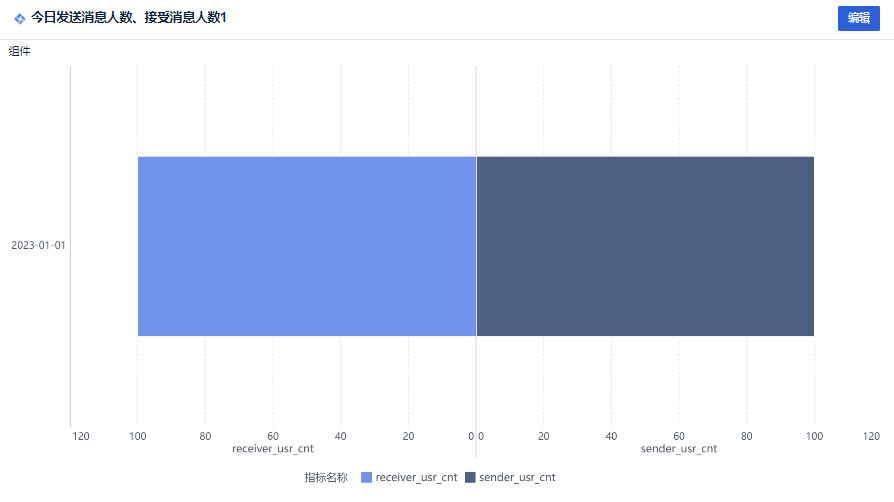 今日发送消息人数、接受消息人数1
编辑
组件
2023-01-01
120 100 80 60 40 20 0 0 20 40 60 80 100 120
receiver_usr_cnt sender_usr_cnt
指标名称 receiver_usr_cnt sender_usr_cnt